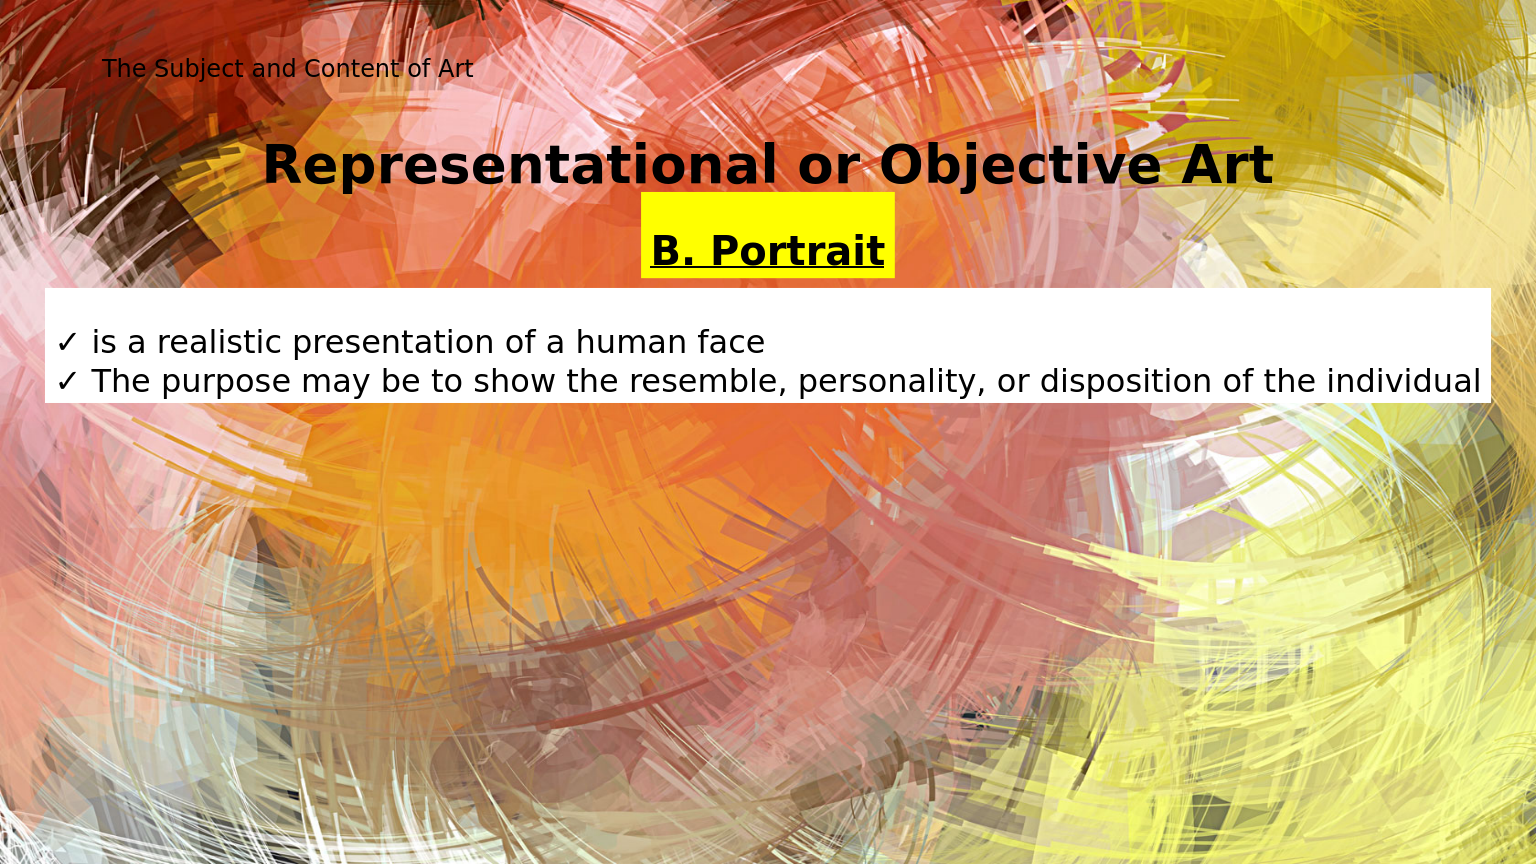 The Subject and Content of Art
Representational or Objective Art
B. Portrait
✓ is a realistic presentation of a human face
✓ The purpose may be to show the resemble, personality, or disposition of the individual